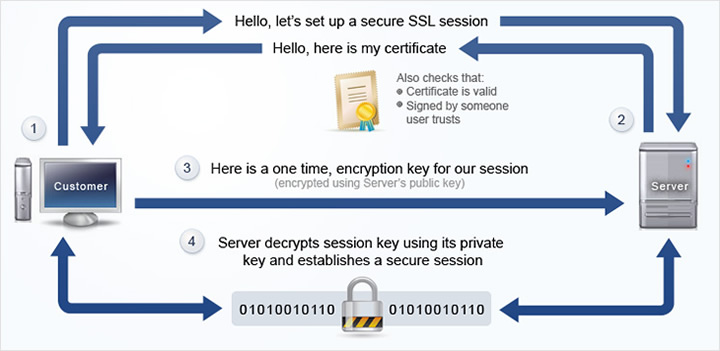 Hello, let's set up a secure SSL session
Hello, here is my certificate
Also checks that:
• Certificate is valid
• Signed by someone
user trusts
1
2
Customer
Server
3
Here is a one time, encryption key for our session
(encrypted using Server's public key)
4
Server decrypts session key using its private
key and establishes a secure session
01010010110
01010010110